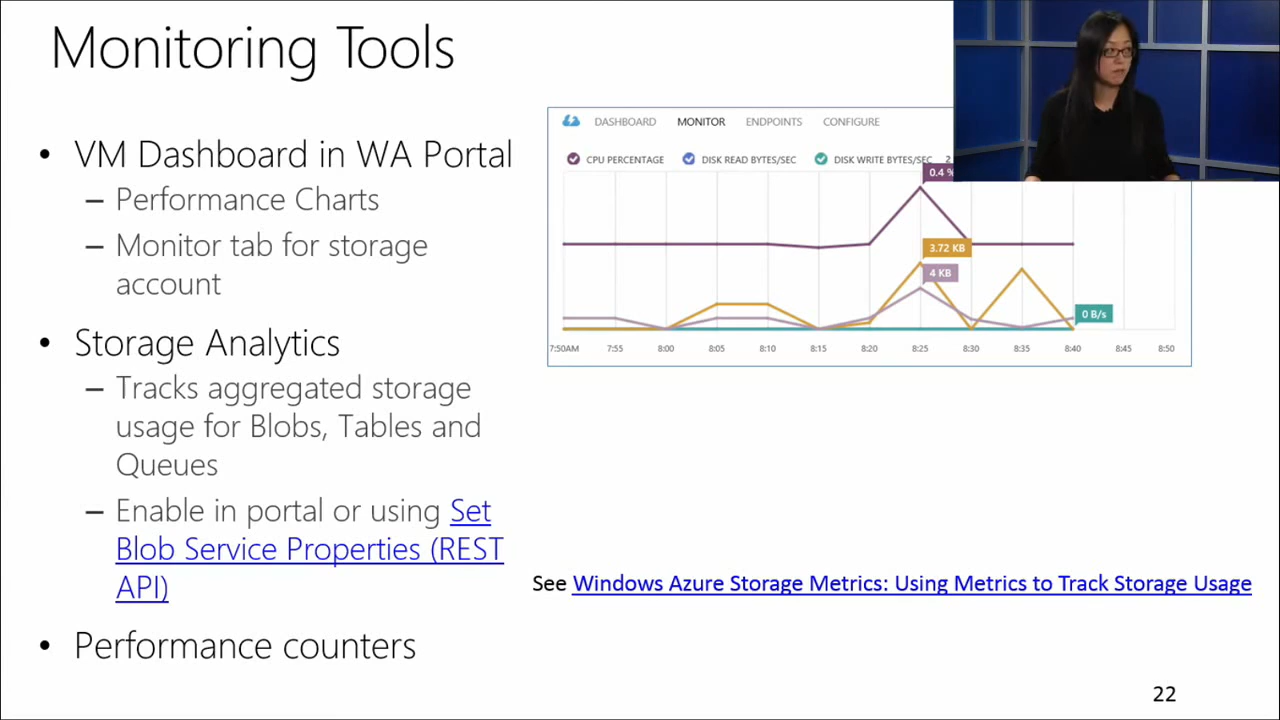 Monitoring Tools
• VM Dashboard in WA Portal
– Performance Charts
– Monitor tab for storage
account
• Storage Analytics
– Tracks aggregated storage
usage for Blobs, Tables and
Queues
– Enable in portal or using Set
Blob Service Properties (REST
API)
• Performance counters
DASHBOARD MONITOR ENDPOINTS CONFIGURE
CPU PERCENTAGE DISK READ BYTES/SEC DISK WRITE BYTES/SEC 2
0.4 %
3.72 KB
4 KB
0 B/s
7:50AM 7:55 8:00 8:05 8:10 8:15 8:20 8:25 8:30 8:35 8:40 8:45 8:50
See Windows Azure Storage Metrics: Using Metrics to Track Storage Usage
22